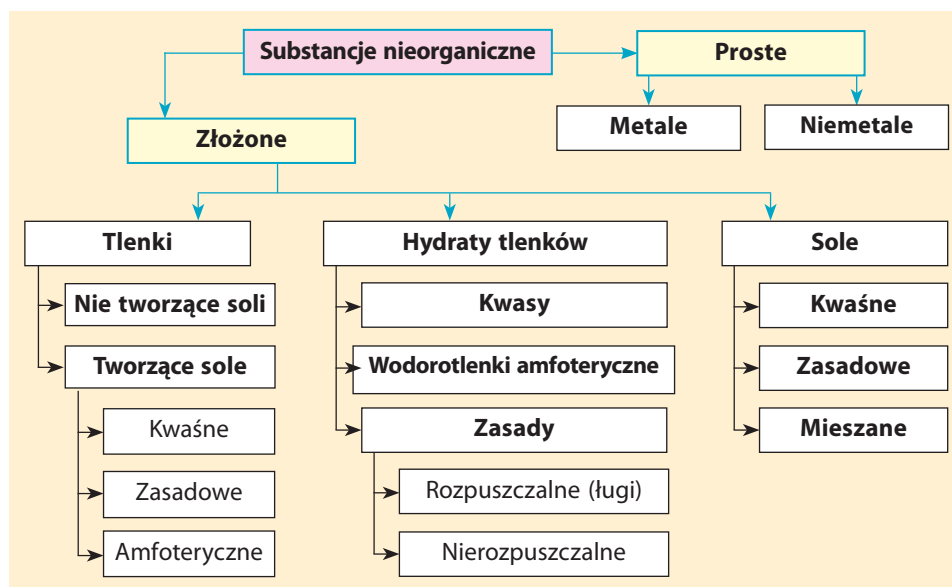 Substancje nieorganiczne
Proste
Metale
Niemetale
Złożone
Tlenki
Nie tworzące soli
Tworzące sole
Kwaśne
Zasadowe
Amfoteryczne
Hydraty tlenków
Kwasy
Wodorotlenki amfoteryczne
Zasady
Rozpuszczalne (ługi)
Nierozpuszczalne
Sole
Kwaśne
Zasadowe
Mieszane